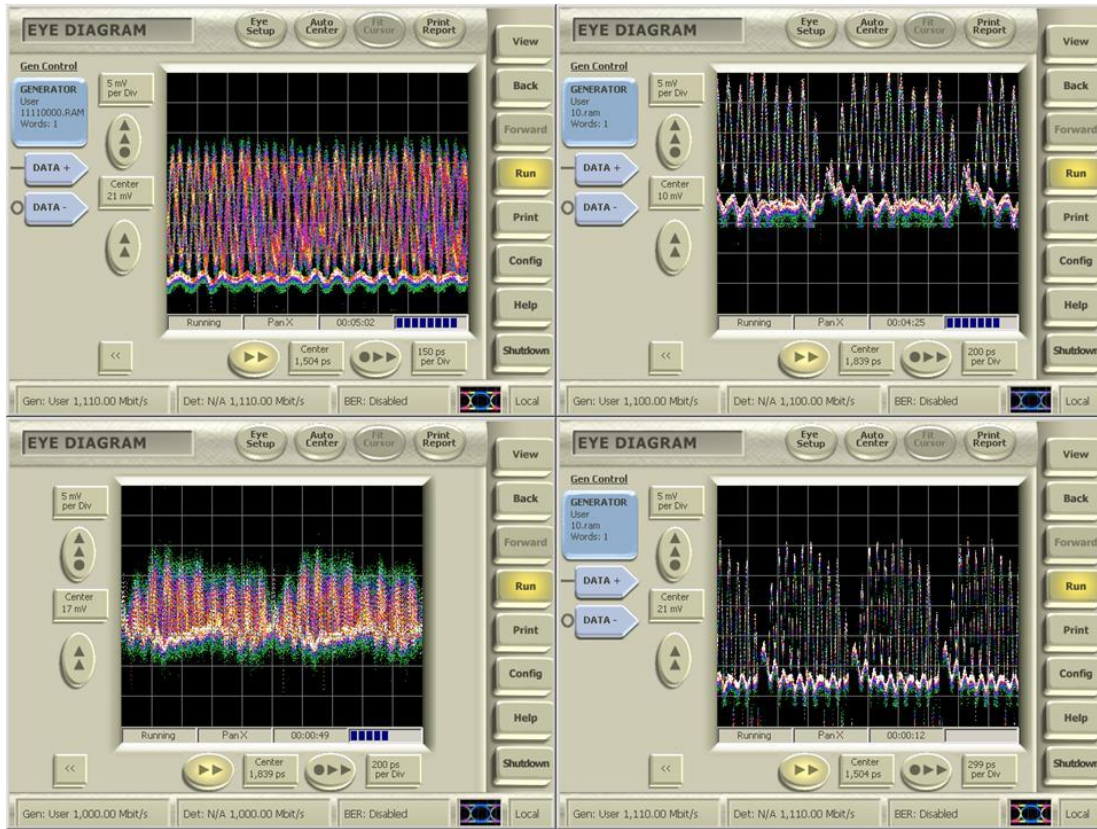 EYE DIAGRAM
Eye Setup
Auto Center
Fit Cursor
Print Report
View
Gen Control
GENERATOR
User
11110000.RAM
Words: 1
5 mV per Div
Back
Forward
DATA +
Run
Center 21 mV
DATA -
Print
Config
Help
Running
Pan X
00:05:02
<<
Center 1,504 ps
150 ps per Div
Shutdown
Gen: User 1,110.00 Mbit/s
Det: N/A 1,110.00 Mbit/s
BER: Disabled
Local
EYE DIAGRAM
Eye Setup
Auto Center
Fit Cursor
Print Report
View
Gen Control
GENERATOR
User
10.ram
Words: 1
5 mV per Div
Back
Forward
DATA +
Run
Center 10 mV
DATA -
Print
Config
Help
Running
Pan X
00:04:25
<<
Center 1,839 ps
200 ps per Div
Shutdown
Gen: User 1,100.00 Mbit/s
Det: N/A 1,100.00 Mbit/s
BER: Disabled
Local
EYE DIAGRAM
Eye Setup
Auto Center
Fit Cursor
Print Report
View
5 mV per Div
Back
Forward
Run
Center 17 mV
Print
Config
Help
Running
Pan X
00:00:49
<<
Center 1,839 ps
200 ps per Div
Shutdown
Gen: User 1,000.00 Mbit/s
Det: N/A 1,000.00 Mbit/s
BER: Disabled
Local
EYE DIAGRAM
Eye Setup
Auto Center
Fit Cursor
Print Report
View
Gen Control
GENERATOR
User
10.ram
Words: 1
5 mV per Div
Back
Forward
DATA +
Run
Center 21 mV
DATA -
Print
Config
Help
Running
Pan X
00:00:12
<<
Center 1,504 ps
299 ps per Div
Shutdown
Gen: User 1,110.00 Mbit/s
Det: N/A 1,110.00 Mbit/s
BER: Disabled
Local